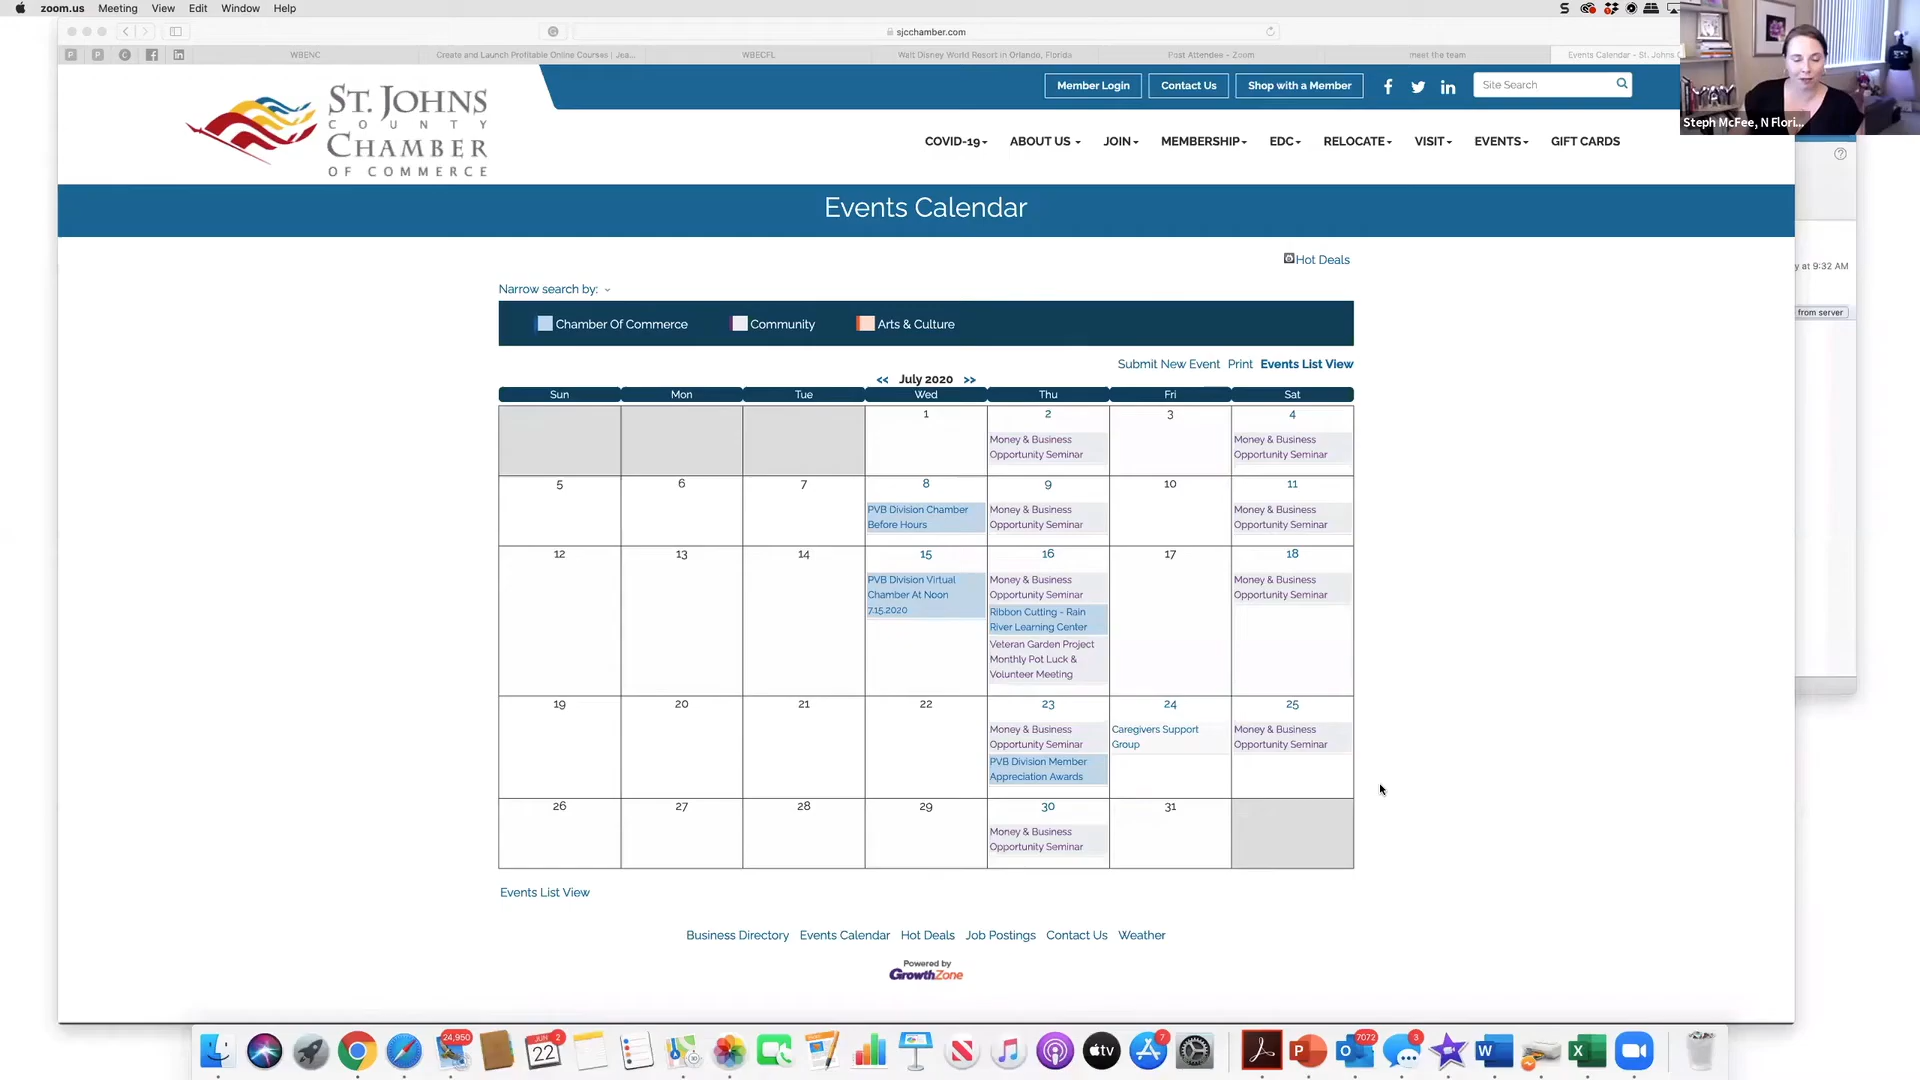 zoom.us Meeting View Edit Window Help
sjcchamber.com
WBENC
Create and Launch Profitable Online Courses | Jea...
WBECFL
Walt Disney World Resort in Orlando, Florida
Post Attendee - Zoom
meet the team
Events Calendar - St. Johns C
Steph McFee, N Flori...
ST. JOHNS
COUNTY
CHAMBER
OF COMMERCE
Member Login
Contact Us
Shop with a Member
Site Search
COVID-19
ABOUT US
JOIN
MEMBERSHIP
EDC
RELOCATE
VISIT
EVENTS
GIFT CARDS
Events Calendar
y at 9:32 AM
from server
Hot Deals
Narrow search by:
Chamber Of Commerce
Community
Arts & Culture
Submit New Event Print Events List View
<< July 2020 >>
Sun Mon Tue Wed Thu Fri Sat
1 2 3 4
Money & Business
Opportunity Seminar
Money & Business
Opportunity Seminar
5 6 7 8 9 10 11
PVB Division Chamber
Before Hours
Money & Business
Opportunity Seminar
Money & Business
Opportunity Seminar
12 13 14 15 16 17 18
PVB Division Virtual
Chamber At Noon
7.15.2020
Money & Business
Opportunity Seminar
Ribbon Cutting - Rain
River Learning Center
Veteran Garden Project
Monthly Pot Luck &
Volunteer Meeting
Money & Business
Opportunity Seminar
19 20 21 22 23 24 25
Money & Business
Opportunity Seminar
PVB Division Member
Appreciation Awards
Caregivers Support
Group
Money & Business
Opportunity Seminar
26 27 28 29 30 31
Money & Business
Opportunity Seminar
Events List View
Business Directory Events Calendar Hot Deals Job Postings Contact Us Weather
Powered by
GrowthZone
24,950
JUN
2
22
tv
7
7072
3